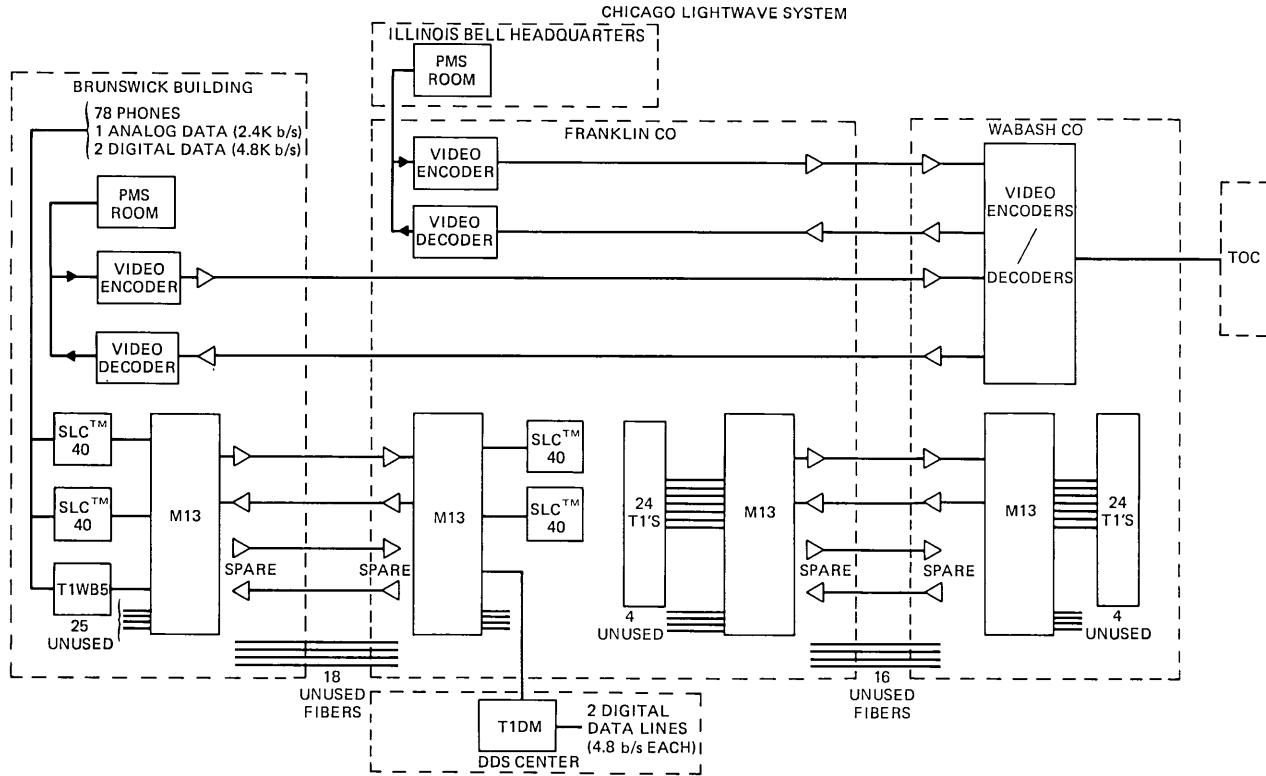 CHICAGO LIGHTWAVE SYSTEM
ILLINOIS BELL HEADQUARTERS
PMS
ROOM
BRUNSWICK BUILDING
78 PHONES
1 ANALOG DATA (2.4K b/s)
2 DIGITAL DATA (4.8K b/s)
PMS
ROOM
VIDEO
ENCODER
VIDEO
DECODER
FRANKLIN CO
VIDEO
ENCODER
VIDEO
DECODER
WABASH CO
VIDEO
ENCODERS
/
DECODERS
TOC
SLC™
40
SLC™
40
T1WB5
25
UNUSED
M13
SPARE
SPARE
M13
SLC™
40
SLC™
40
24
T1'S
4
UNUSED
M13
SPARE
SPARE
M13
24
T1'S
4
UNUSED
18
UNUSED
FIBERS
16
UNUSED
FIBERS
T1DM
2 DIGITAL
DATA LINES
(4.8 b/s EACH)
DDS CENTER